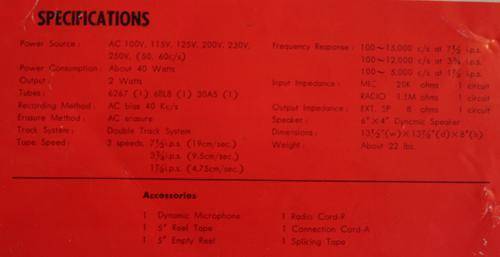 SPECIFICATIONS
Power Source : AC 100V, 115V, 125V, 200V, 230V,
250V, (50, 60c/s)
Power Consumption : About 40 Watts
Output : 2 Watts
Tubes : 6267 (1) 6BL8 (1) 30A5 (1)
Recording Method : AC bias 40 Kc/s
Erasure Method : AC erasure
Track System : Double Track System
Tape Speed : 3 speeds, 7½i.p.s. (19cm/sec.)
3¾i.p.s. (9.5cm/sec.)
1⅞i.p.s. (4.75cm/sec.)
Frequency Response : 100~15,000 c/s at 7½ i.p.s.
100~12,000 c/s at 3¾ i.p.s.
100~ 5,000 c/s at 1⅞ i.p.s.
Input Impedance : MIC 20K ohms 1 circuit
RADIO 1.5M ohms 1 circuit
Output Impedance : EXT. SP 8 ohms 1 circuit
Speaker : 6"×4" Dynamic Speaker
Dimensions : 13½"(w)×13½"(d)×8"(h)
Weight : About 22 lbs.
Accessories
1 Dynamic Microphone
1 5" Reel Tape
1 5" Empty Reel
1 Radio Cord-R
1 Connection Cord-A
1 Splicing Tape